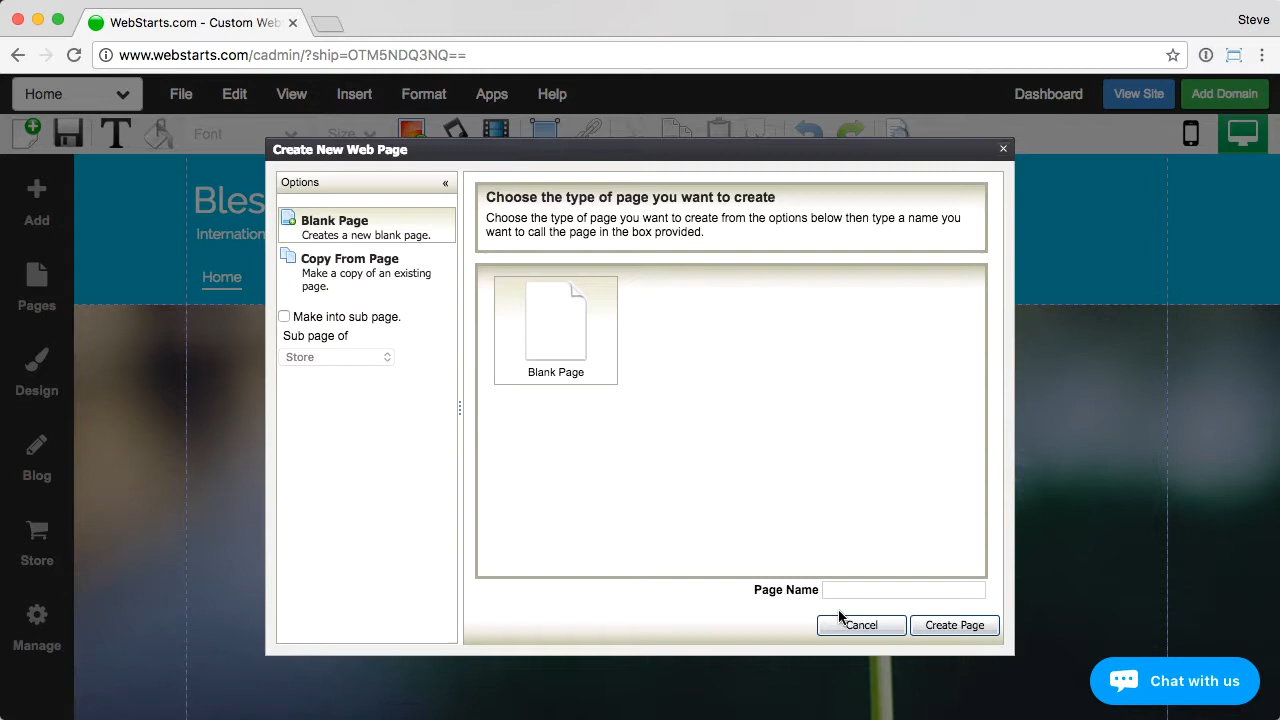 WebStarts.com - Custom Web
Steve
www.webstarts.com/cadmin/?ship=OTM5NDQ3NQ==
Home
File
Edit
View
Insert
Format
Apps
Help
Dashboard
View Site
Add Domain
Font
Size
Create New Web Page
Options
Blank Page
Creates a new blank page.
Copy From Page
Make a copy of an existing
page.
Make into sub page.
Sub page of
Store
Choose the type of page you want to create
Choose the type of page you want to create from the options below then type a name you
want to call the page in the box provided.
Blank Page
Page Name
Cancel
Create Page
Add
Pages
Design
Blog
Store
Manage
Bles
International
Home
Chat with us